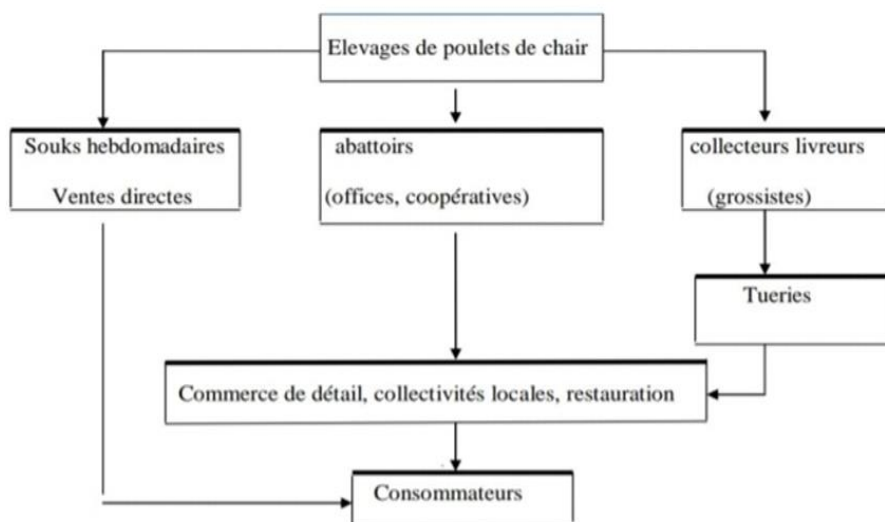 Elevages de poulets de chair
Souks hebdomadaires
Ventes directes
abattoirs
(offices, coopératives)
collecteurs livreurs
(grossistes)
Tueries
Commerce de détail, collectivités locales, restauration
Consommateurs